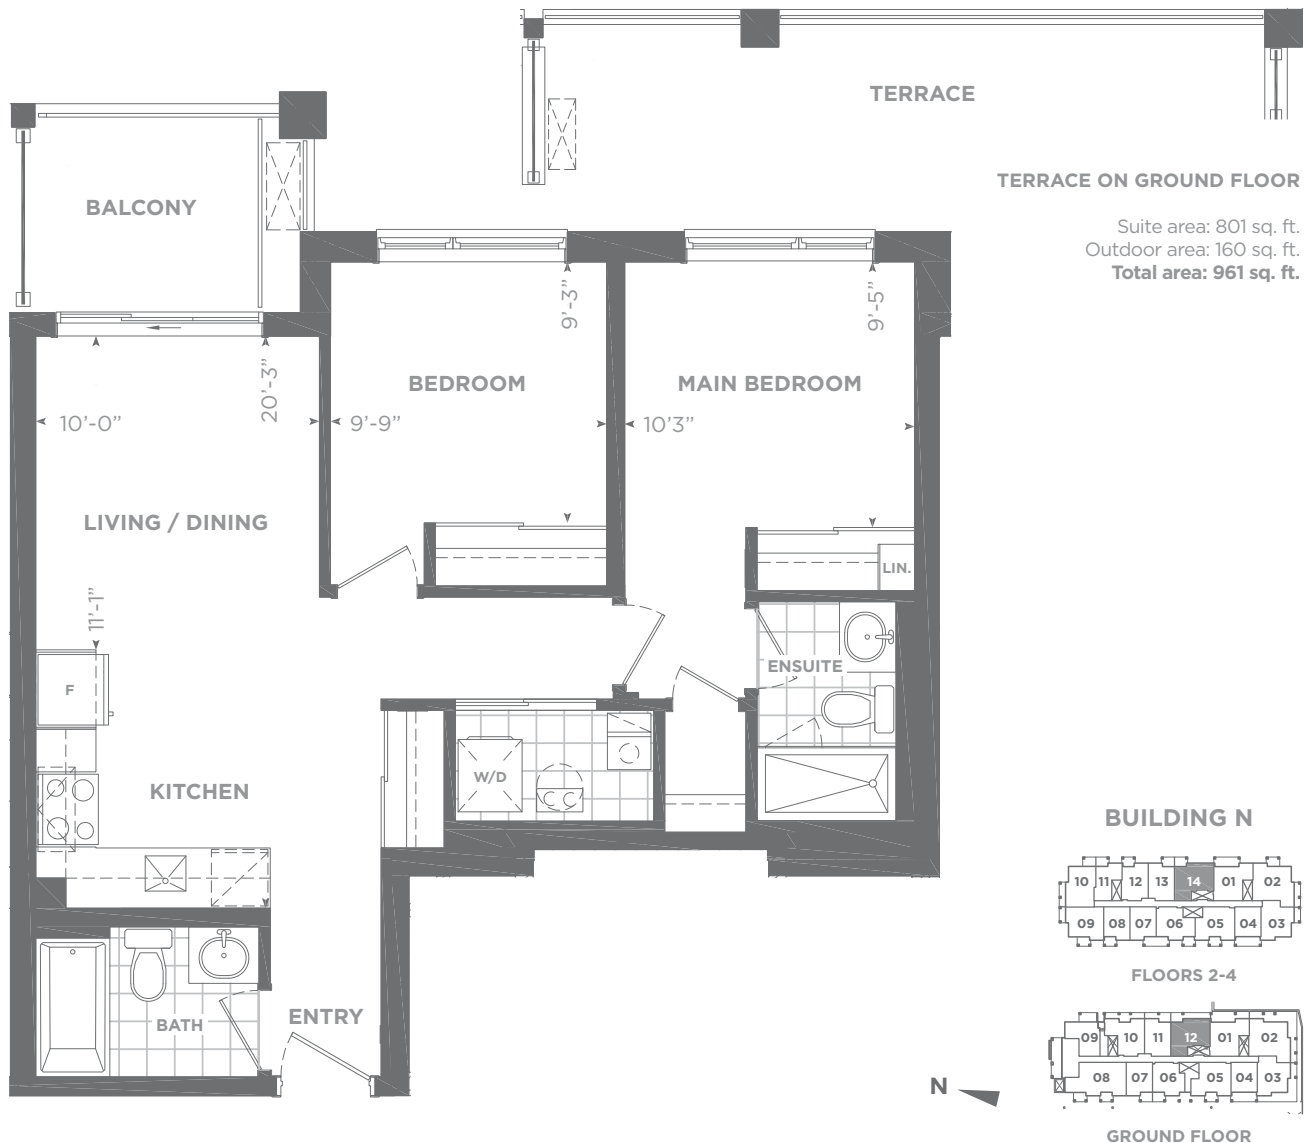 TERRACE
TERRACE ON GROUND FLOOR
Suite area: 801 sq. ft.
Outdoor area: 160 sq. ft.
Total area: 961 sq. ft.
BALCONY
9'-3”
9'-5”
20'-3”
BEDROOM
MAIN BEDROOM
10’-0”
9’-9”
10’3”
LIVING / DINING
LIN.
11’-1”
ENSUITE
F
W/D
KITCHEN
BATH
ENTRY
BUILDING N
10 11 12 13 14 01 02
09 08 07 06 05 04 03
FLOORS 2-4
09 10 11 12 01 02
08 07 06 05 04 03
N
GROUND FLOOR